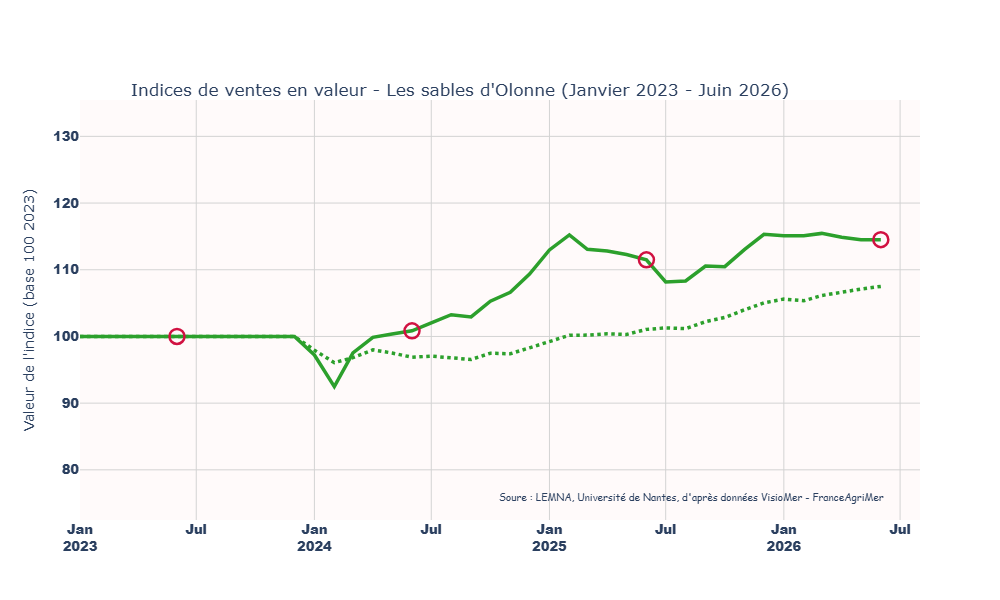 Indices de ventes en valeur - Les sables d'Olonne (Janvier 2023 - Juin 2026)
Valeur de l'indice (base 100 2023)
130
120
110
100
90
80
Soure : LEMNA, Université de Nantes, d'après données VisioMer - FranceAgriMer
Jan Jul Jan Jul Jan Jul Jan Jul
2023 2024 2025 2026